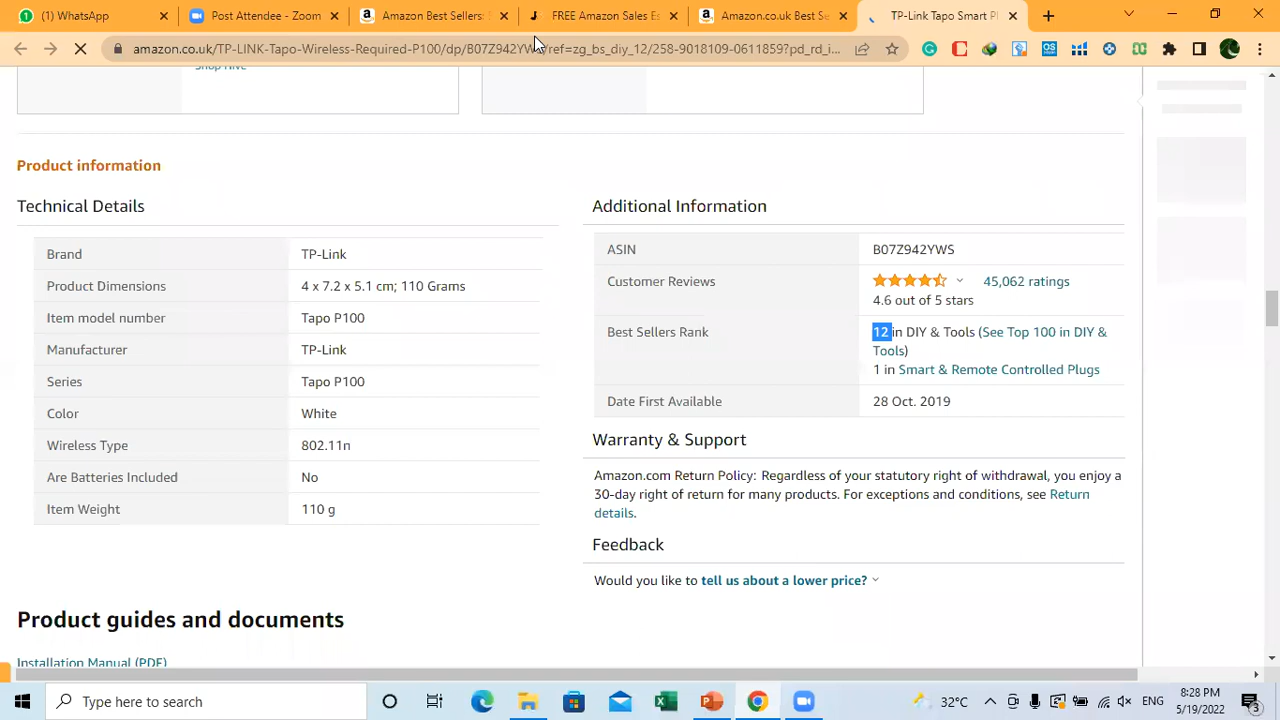 (1) WhatsApp
Post Attendee - Zoom
Amazon Best Sellers:
FREE Amazon Sales Es
Amazon.co.uk Best Se
TP-Link Tapo Smart Pl
amazon.co.uk/TP-LINK-Tapo-Wireless-Required-P100/dp/B07Z942YWS/ref=zg_bs_diy_12/258-9018109-0611859?pd_rd_i...
Shop Hive
Product information
Technical Details
Brand TP-Link
Product Dimensions 4 x 7.2 x 5.1 cm; 110 Grams
Item model number Tapo P100
Manufacturer TP-Link
Series Tapo P100
Color White
Wireless Type 802.11n
Are Batteries Included No
Item Weight 110 g
Additional Information
ASIN B07Z942YWS
Customer Reviews 45,062 ratings
4.6 out of 5 stars
Best Sellers Rank 12 in DIY & Tools (See Top 100 in DIY &
Tools)
1 in Smart & Remote Controlled Plugs
Date First Available 28 Oct. 2019
Warranty & Support
Amazon.com Return Policy: Regardless of your statutory right of withdrawal, you enjoy a
30-day right of return for many products. For exceptions and conditions, see Return
details.
Feedback
Would you like to tell us about a lower price?
Product guides and documents
Installation Manual (PDF)
Type here to search
32°C
ENG
8:28 PM
5/19/2022
3